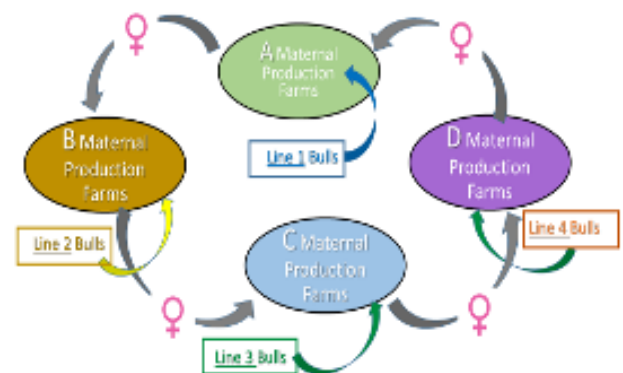 A Maternal
Production
Farms
B Maternal
Production
Farms
Line 1 Bulls
D Maternal
Production
Farms
Line 2 Bulls
C Maternal
Production
Farms
Line 4 Bulls
Line 3 Bulls